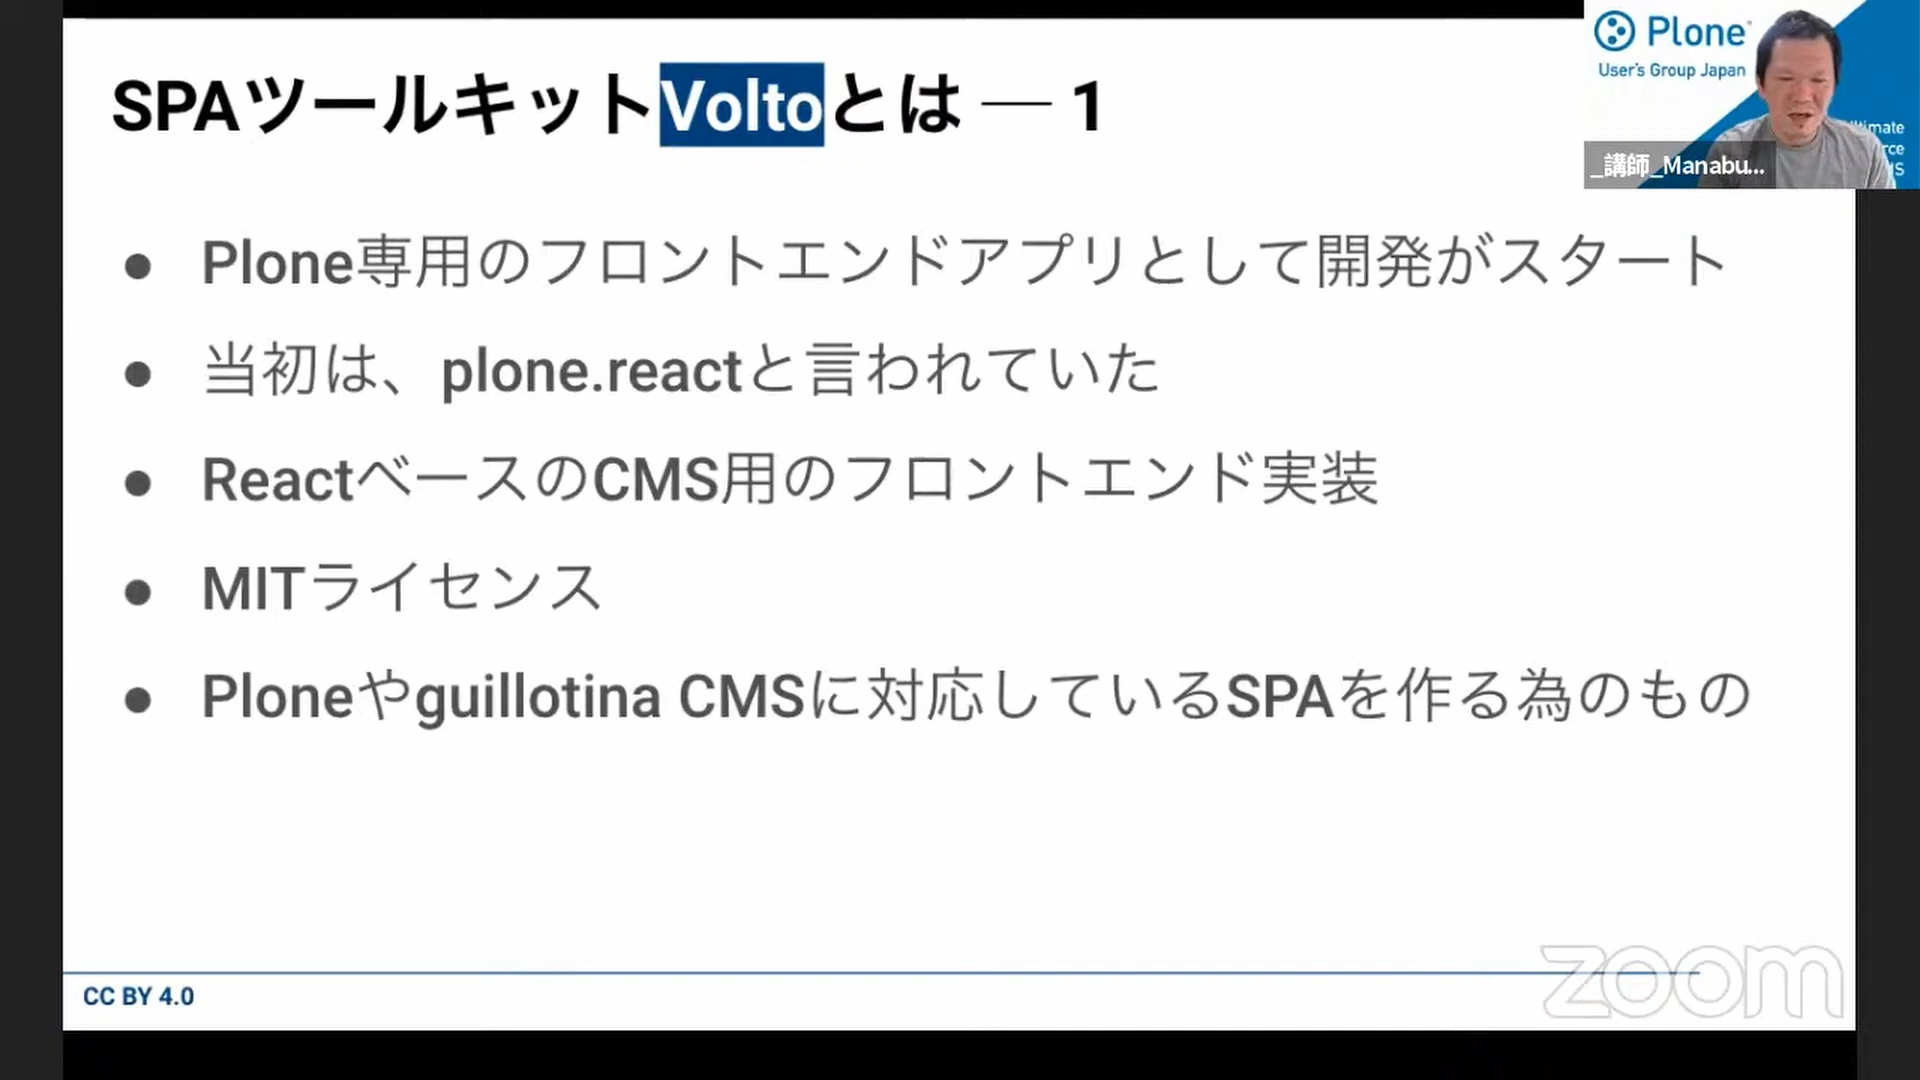 SPAツールキットVoltoとは — 1
Plone
User's Group Japan
_講師_Manabu...
● Plone専用のフロントエンドアプリとして開発がスタート
● 当初は、plone.reactと言われていた
● ReactベースのCMS用のフロントエンド実装
● MITライセンス
● Ploneやguillotina CMSに対応しているSPAを作る為のもの
CC BY 4.0
zoom